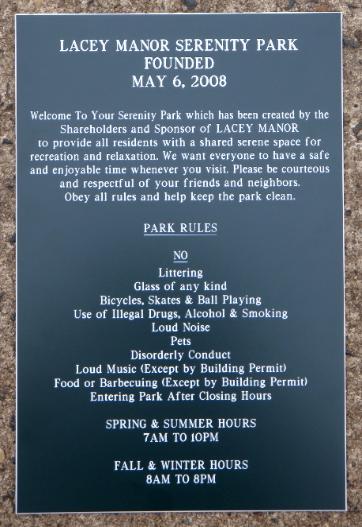 LACEY MANOR SERENITY PARK
FOUNDED
MAY 6, 2008
Welcome To Your Serenity Park which has been created by the
Shareholders and Sponsor of LACEY MANOR
to provide all residents with a shared serene space for
recreation and relaxation. We want everyone to have a safe
and enjoyable time whenever you visit. Please be courteous
and respectful of your friends and neighbors.
Obey all rules and help keep the park clean.
PARK RULES
NO
Littering
Glass of any kind
Bicycles, Skates & Ball Playing
Use of Illegal Drugs, Alcohol & Smoking
Loud Noise
Pets
Disorderly Conduct
Loud Music (Except by Building Permit)
Food or Barbecuing (Except by Building Permit)
Entering Park After Closing Hours
SPRING & SUMMER HOURS
7AM TO 10PM
FALL & WINTER HOURS
8AM TO 8PM